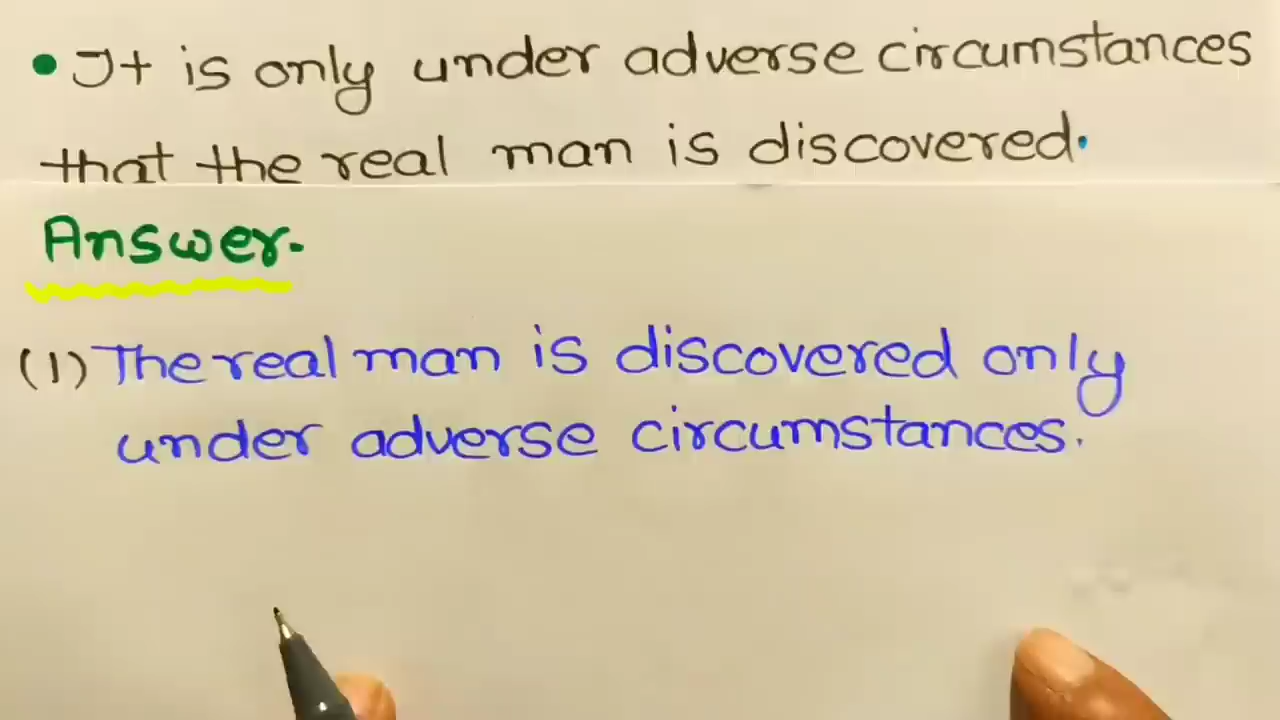 • It is only under adverse circumstances
that the real man is discovered.
Answer.
(1) The real man is discovered only
under adverse circumstances.